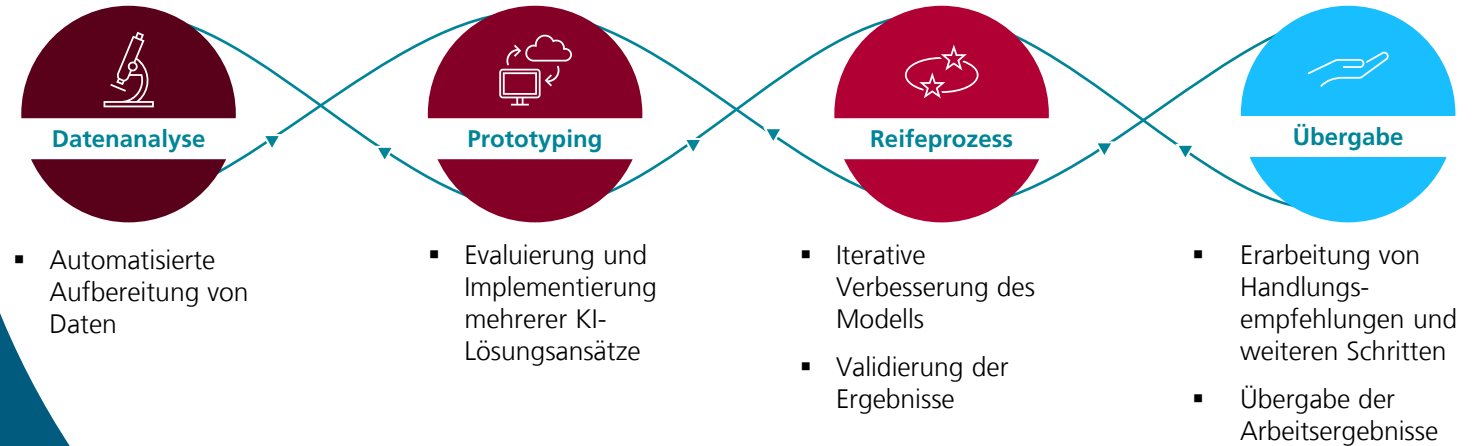 Datenanalyse
▪ Automatisierte
Aufbereitung von
Daten
Prototyping
▪ Evaluierung und
Implementierung
mehrerer KI-
Lösungsansätze
Reifeprozess
▪ Iterative
Verbesserung des
Modells
▪ Validierung der
Ergebnisse
Übergabe
▪ Erarbeitung von
Handlungs-
empfehlungen und
weiteren Schritten
▪ Übergabe der
Arbeitsergebnisse